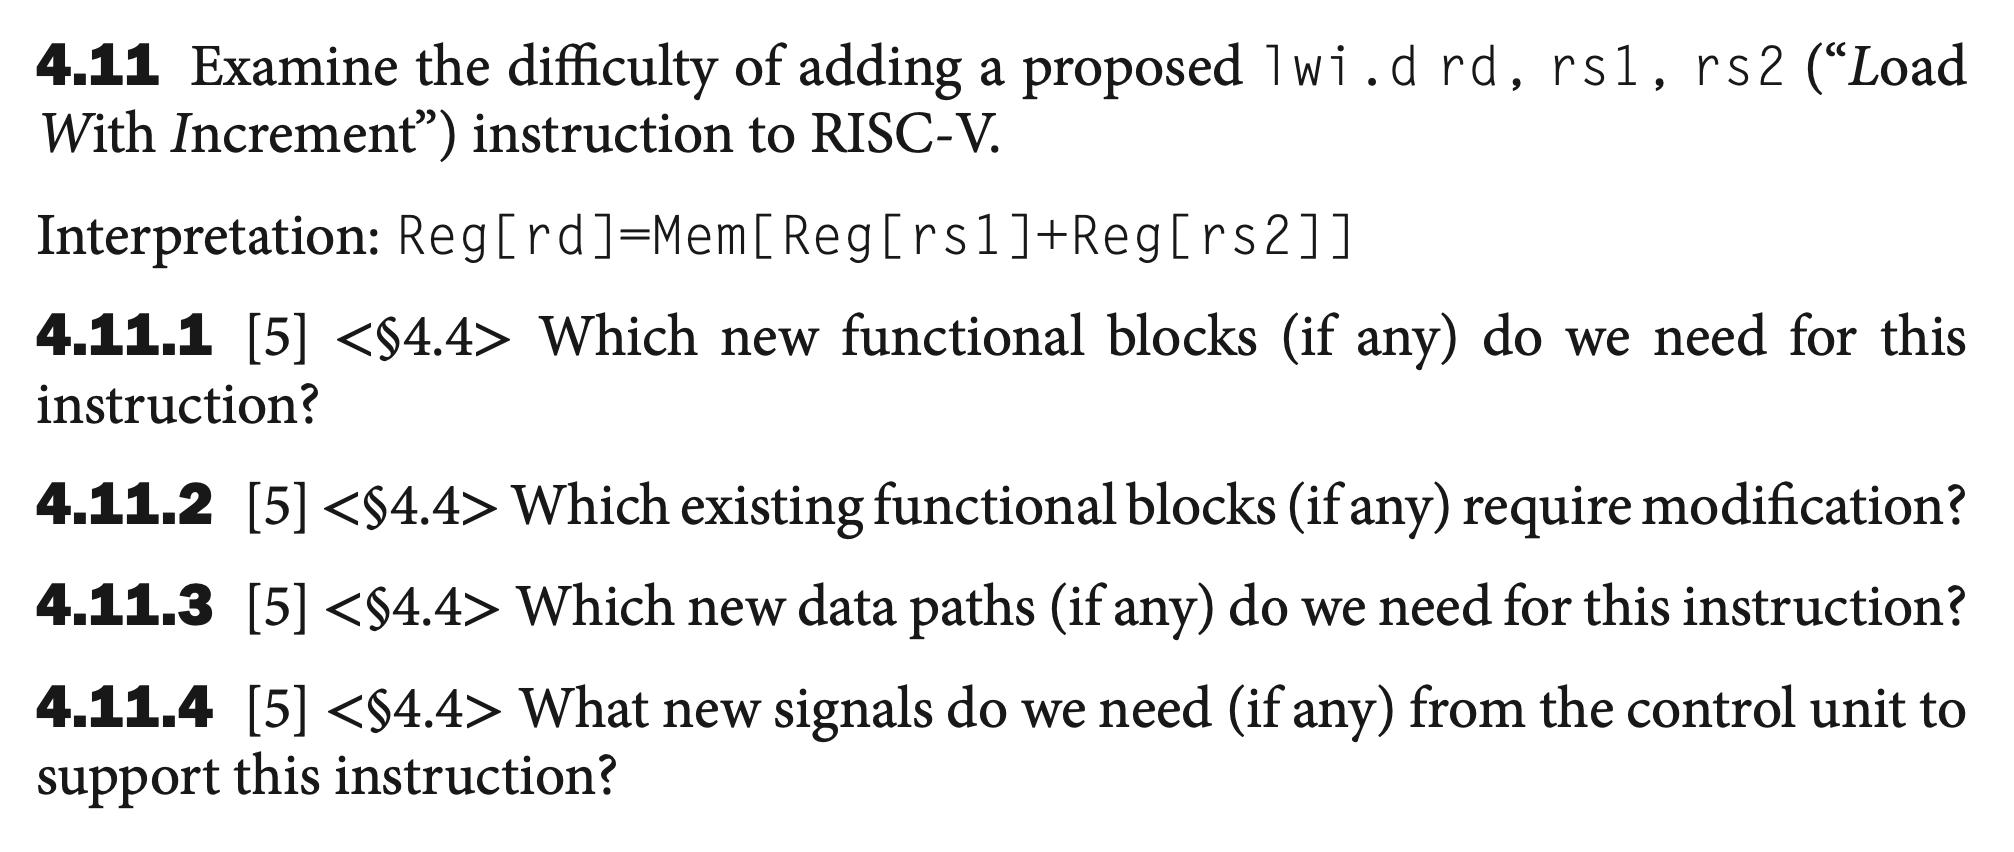 4.11 Examine the difficulty of adding a proposed lwi.d rd, rs1, rs2 (“Load
With Increment”) instruction to RISC-V.
Interpretation: Reg[rd]=Mem[Reg[rs1]+Reg[rs2]]
4.11.1 [5] <§4.4> Which new functional blocks (if any) do we need for this
instruction?
4.11.2 [5] <§4.4> Which existing functional blocks (if any) require modification?
4.11.3 [5] <§4.4> Which new data paths (if any) do we need for this instruction?
4.11.4 [5] <§4.4> What new signals do we need (if any) from the control unit to
support this instruction?